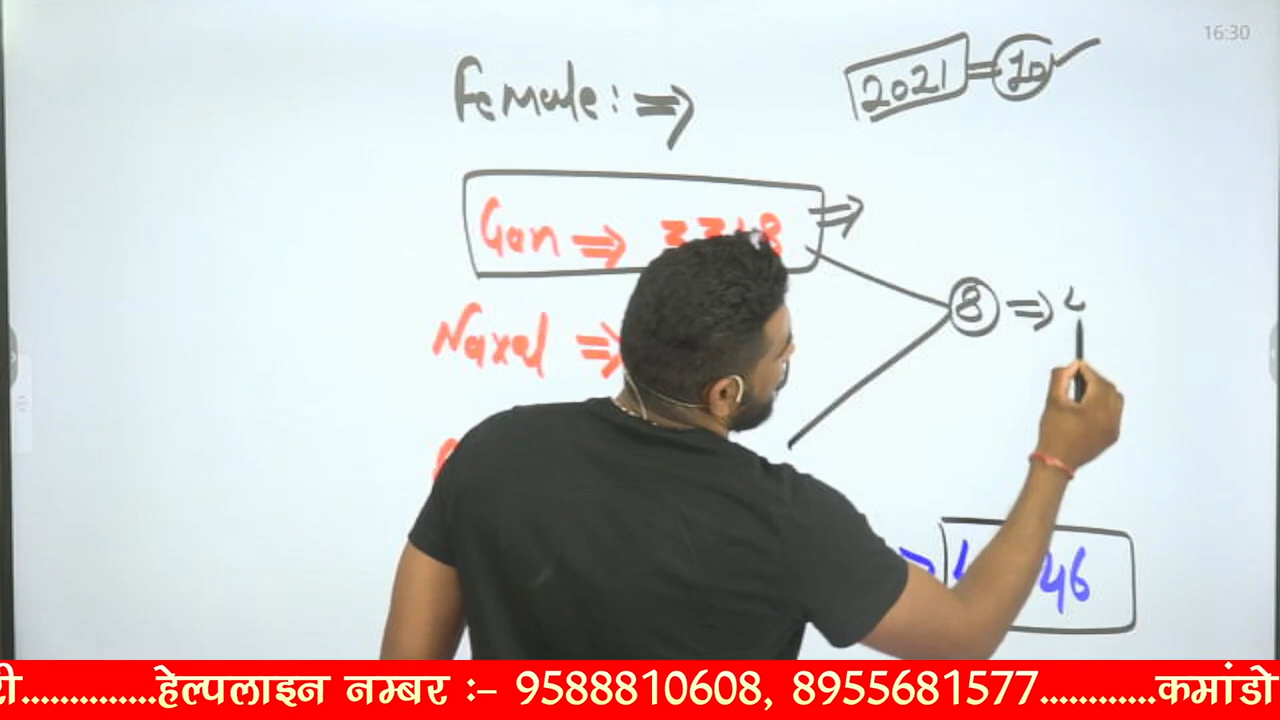 16:30
Female: ⇒
2021 = 10 ✓
Gen ⇒ ⇒
8 ⇒
Naxal ⇒
46
री..............हेल्पलाइन नम्बर :- 9588810608, 8955681577............कमांडो